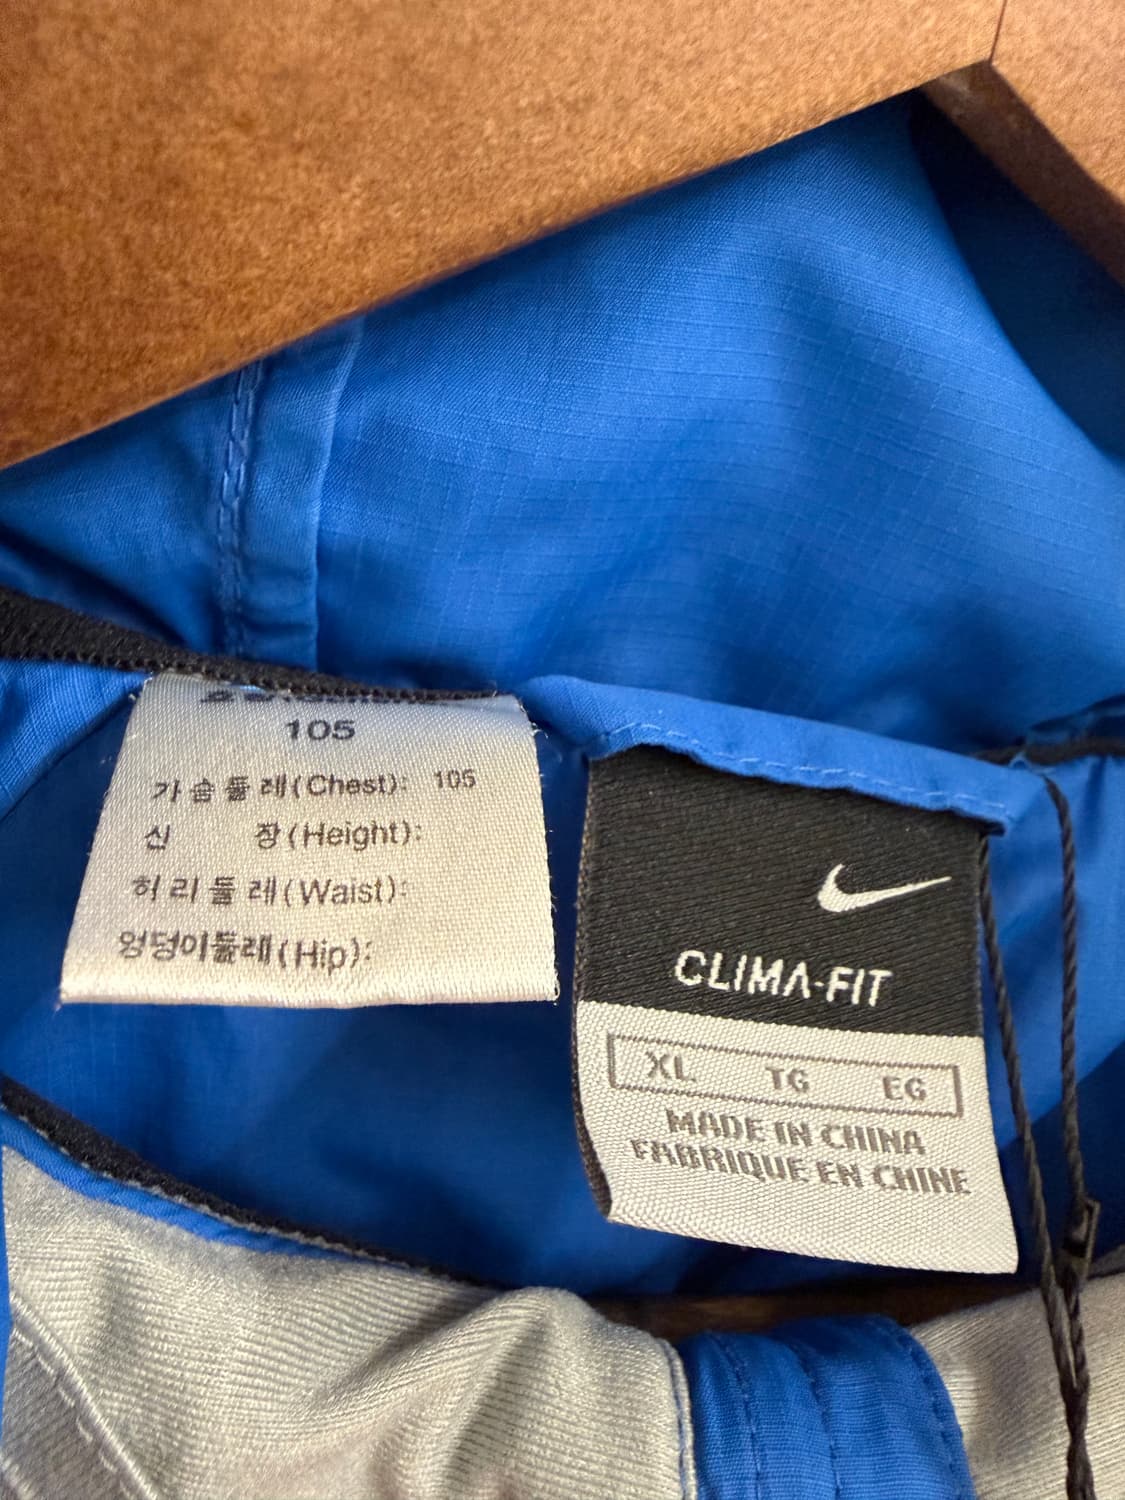 105
가슴둘레(Chest): 105
신 장(Height):
허리둘레(Waist):
엉덩이둘레(Hip):
CLIMA-FIT
XL TG EG
MADE IN CHINA
FABRIQUE EN CHINE